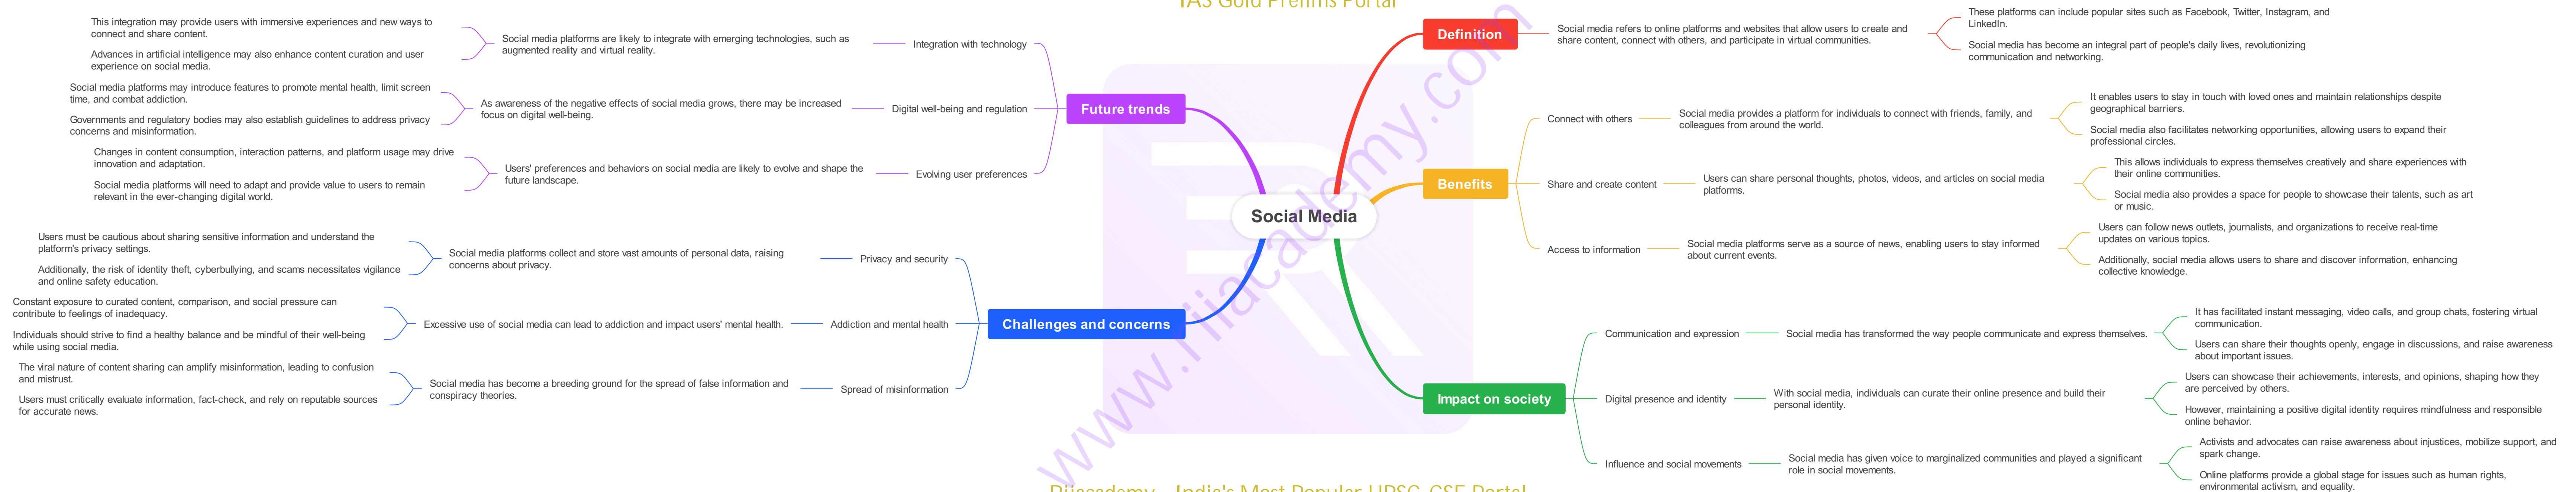 IAS Gold Prelims Portal
Social Media
Definition
Social media refers to online platforms and websites that allow users to create and
share content, connect with others, and participate in virtual communities.
These platforms can include popular sites such as Facebook, Twitter, Instagram, and
LinkedIn.
Social media has become an integral part of people's daily lives, revolutionizing
communication and networking.
Benefits
Connect with others
Social media provides a platform for individuals to connect with friends, family, and
colleagues from around the world.
It enables users to stay in touch with loved ones and maintain relationships despite
geographical barriers.
Social media also facilitates networking opportunities, allowing users to expand their
professional circles.
Share and create content
Users can share personal thoughts, photos, videos, and articles on social media
platforms.
This allows individuals to express themselves creatively and share experiences with
their online communities.
Social media also provides a space for people to showcase their talents, such as art
or music.
Access to information
Social media platforms serve as a source of news, enabling users to stay informed
about current events.
Users can follow news outlets, journalists, and organizations to receive real-time
updates on various topics.
Additionally, social media allows users to share and discover information, enhancing
collective knowledge.
Impact on society
Communication and expression
Social media has transformed the way people communicate and express themselves.
It has facilitated instant messaging, video calls, and group chats, fostering virtual
communication.
Users can share their thoughts openly, engage in discussions, and raise awareness
about important issues.
Digital presence and identity
With social media, individuals can curate their online presence and build their
personal identity.
Users can showcase their achievements, interests, and opinions, shaping how they
are perceived by others.
However, maintaining a positive digital identity requires mindfulness and responsible
online behavior.
Influence and social movements
Social media has given voice to marginalized communities and played a significant
role in social movements.
Activists and advocates can raise awareness about injustices, mobilize support, and
spark change.
Online platforms provide a global stage for issues such as human rights,
environmental activism, and equality.
Future trends
Integration with technology
Social media platforms are likely to integrate with emerging technologies, such as
augmented reality and virtual reality.
This integration may provide users with immersive experiences and new ways to
connect and share content.
Advances in artificial intelligence may also enhance content curation and user
experience on social media.
Digital well-being and regulation
As awareness of the negative effects of social media grows, there may be increased
focus on digital well-being.
Social media platforms may introduce features to promote mental health, limit screen
time, and combat addiction.
Governments and regulatory bodies may also establish guidelines to address privacy
concerns and misinformation.
Evolving user preferences
Users' preferences and behaviors on social media are likely to evolve and shape the
future landscape.
Changes in content consumption, interaction patterns, and platform usage may drive
innovation and adaptation.
Social media platforms will need to adapt and provide value to users to remain
relevant in the ever-changing digital world.
Challenges and concerns
Privacy and security
Social media platforms collect and store vast amounts of personal data, raising
concerns about privacy.
Users must be cautious about sharing sensitive information and understand the
platform's privacy settings.
Additionally, the risk of identity theft, cyberbullying, and scams necessitates vigilance
and online safety education.
Addiction and mental health
Excessive use of social media can lead to addiction and impact users' mental health.
Constant exposure to curated content, comparison, and social pressure can
contribute to feelings of inadequacy.
Individuals should strive to find a healthy balance and be mindful of their well-being
while using social media.
Spread of misinformation
Social media has become a breeding ground for the spread of false information and
conspiracy theories.
The viral nature of content sharing can amplify misinformation, leading to confusion
and mistrust.
Users must critically evaluate information, fact-check, and rely on reputable sources
for accurate news.
www.riiacademy.com
Riiacademy - India's Most Popular UPSC-CSE Portal